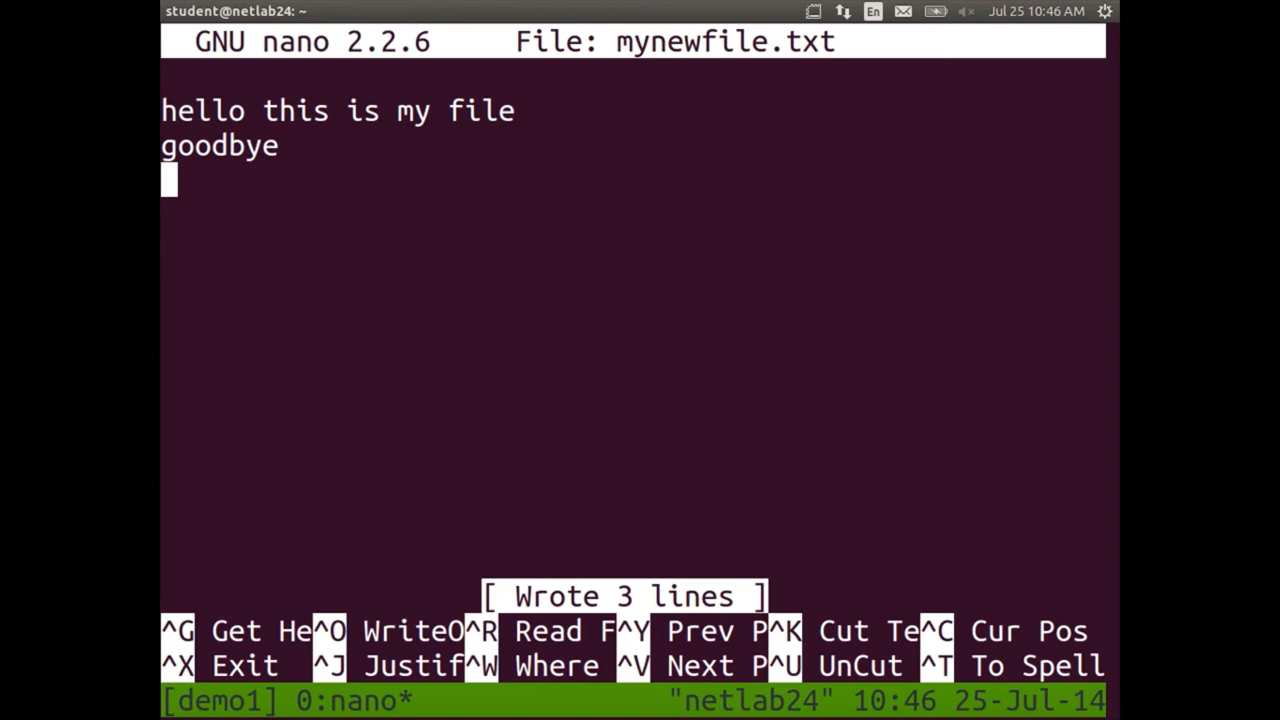 student@netlab24: ~ En Jul 25 10:46 AM
GNU nano 2.2.6 File: mynewfile.txt
hello this is my file
goodbye
[ Wrote 3 lines ]
^G Get He^O WriteO^R Read F^Y Prev P^K Cut Te^C Cur Pos
^X Exit ^J Justif^W Where ^V Next P^U UnCut ^T To Spell
[demo1] 0:nano* "netlab24" 10:46 25-Jul-14